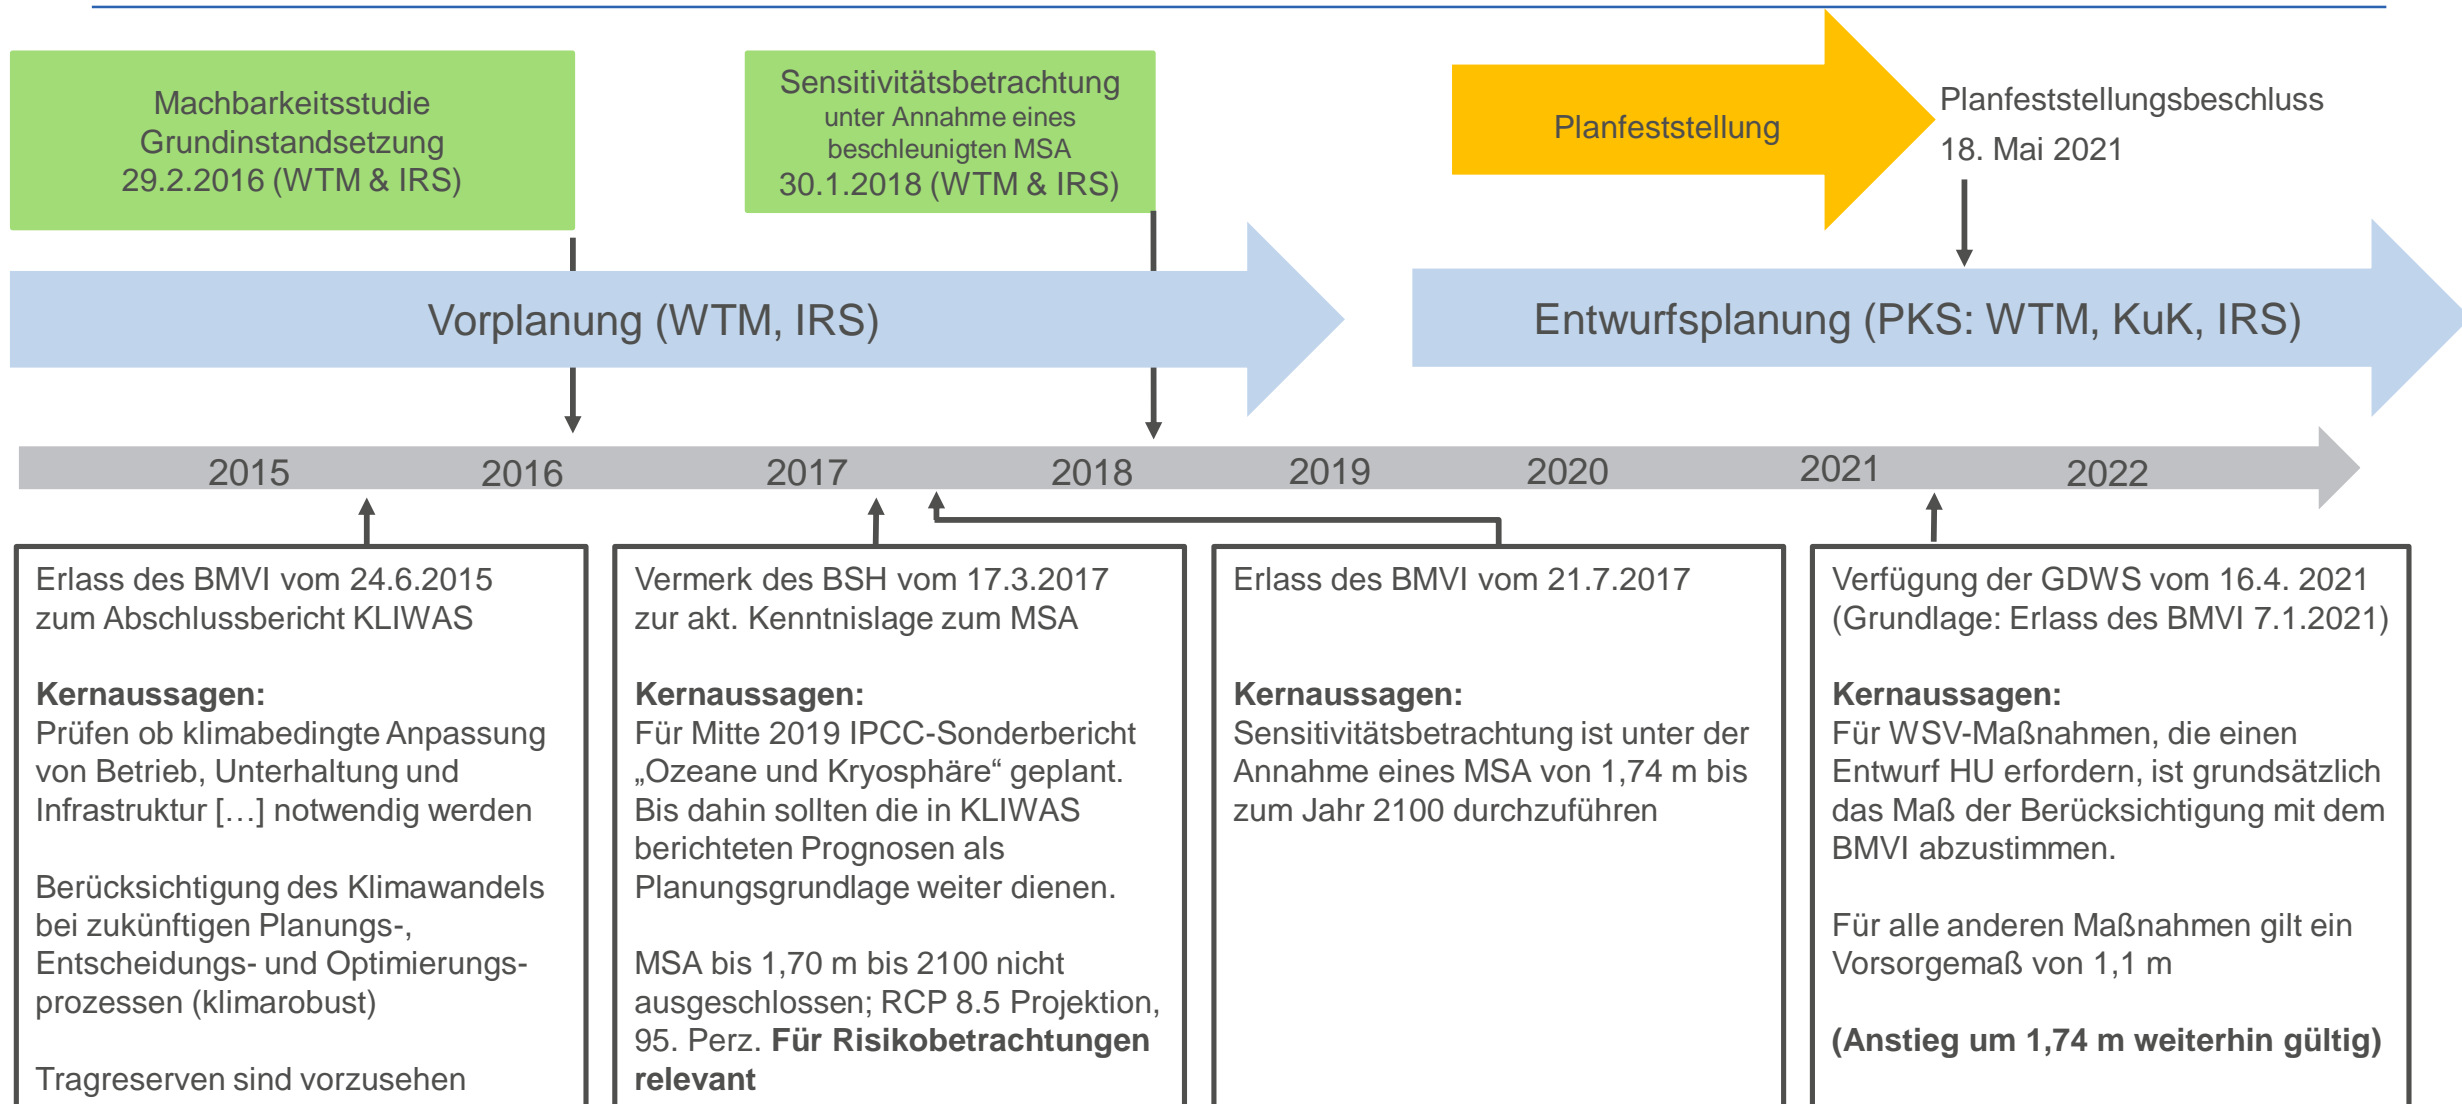 Machbarkeitsstudie
Grundinstandsetzung
29.2.2016 (WTM & IRS)
Sensitivitätsbetrachtung
unter Annahme eines
beschleunigten MSA
30.1.2018 (WTM & IRS)
Planfeststellung
Planfeststellungsbeschluss
18. Mai 2021
Vorplanung (WTM, IRS)
Entwurfsplanung (PKS: WTM, KuK, IRS)
2015 2016 2017 2018 2019 2020 2021 2022
Erlass des BMVI vom 24.6.2015
zum Abschlussbericht KLIWAS
Kernaussagen:
Prüfen ob klimabedingte Anpassung
von Betrieb, Unterhaltung und
Infrastruktur […] notwendig werden
Berücksichtigung des Klimawandels
bei zukünftigen Planungs-,
Entscheidungs- und Optimierungs-
prozessen (klimarobust)
Tragreserven sind vorzusehen
Vermerk des BSH vom 17.3.2017
zur akt. Kenntnislage zum MSA
Kernaussagen:
Für Mitte 2019 IPCC-Sonderbericht
„Ozeane und Kryosphäre“ geplant.
Bis dahin sollten die in KLIWAS
berichteten Prognosen als
Planungsgrundlage weiter dienen.
MSA bis 1,70 m bis 2100 nicht
ausgeschlossen; RCP 8.5 Projektion,
95. Perz. Für Risikobetrachtungen
relevant
Erlass des BMVI vom 21.7.2017
Kernaussagen:
Sensitivitätsbetrachtung ist unter der
Annahme eines MSA von 1,74 m bis
zum Jahr 2100 durchzuführen
Verfügung der GDWS vom 16.4. 2021
(Grundlage: Erlass des BMVI 7.1.2021)
Kernaussagen:
Für WSV-Maßnahmen, die einen
Entwurf HU erfordern, ist grundsätzlich
das Maß der Berücksichtigung mit dem
BMVI abzustimmen.
Für alle anderen Maßnahmen gilt ein
Vorsorgemaß von 1,1 m
(Anstieg um 1,74 m weiterhin gültig)